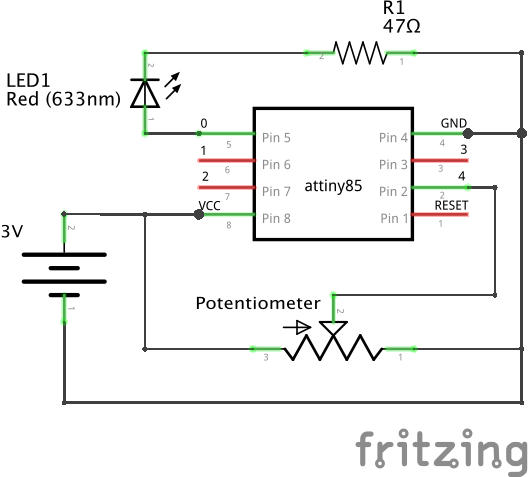 R1
47Ω
2
1
LED1
Red (633nm)
2
1
0
GND
5
Pin 5
Pin 4
4
1
3
6
Pin 6
Pin 3
3
attiny85
2
4
7
Pin 7
Pin 2
2
VCC
RESET
8
Pin 8
Pin 1
1
3V
2
1
Potentiometer
2
3
1
fritzing